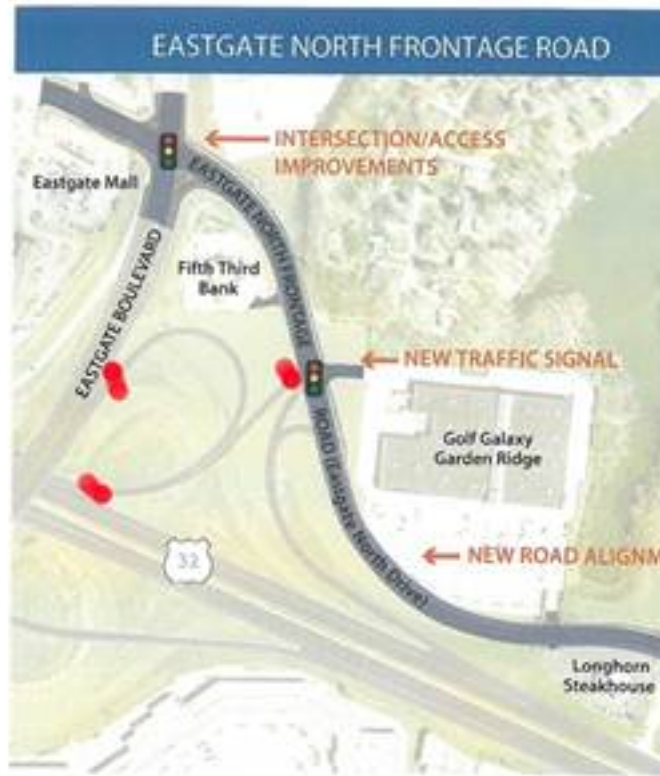 EASTGATE NORTH FRONTAGE ROAD
INTERSECTION/ACCESS
IMPROVEMENTS
Eastgate Mall
EASTGATE NORTH FRONTAGE
ROAD (Eastgate North Drive)
Fifth Third
Bank
EASTGATE BOULEVARD
NEW TRAFFIC SIGNAL
Golf Galaxy
Garden Ridge
32
NEW ROAD ALIGNM
Longhorn
Steakhouse